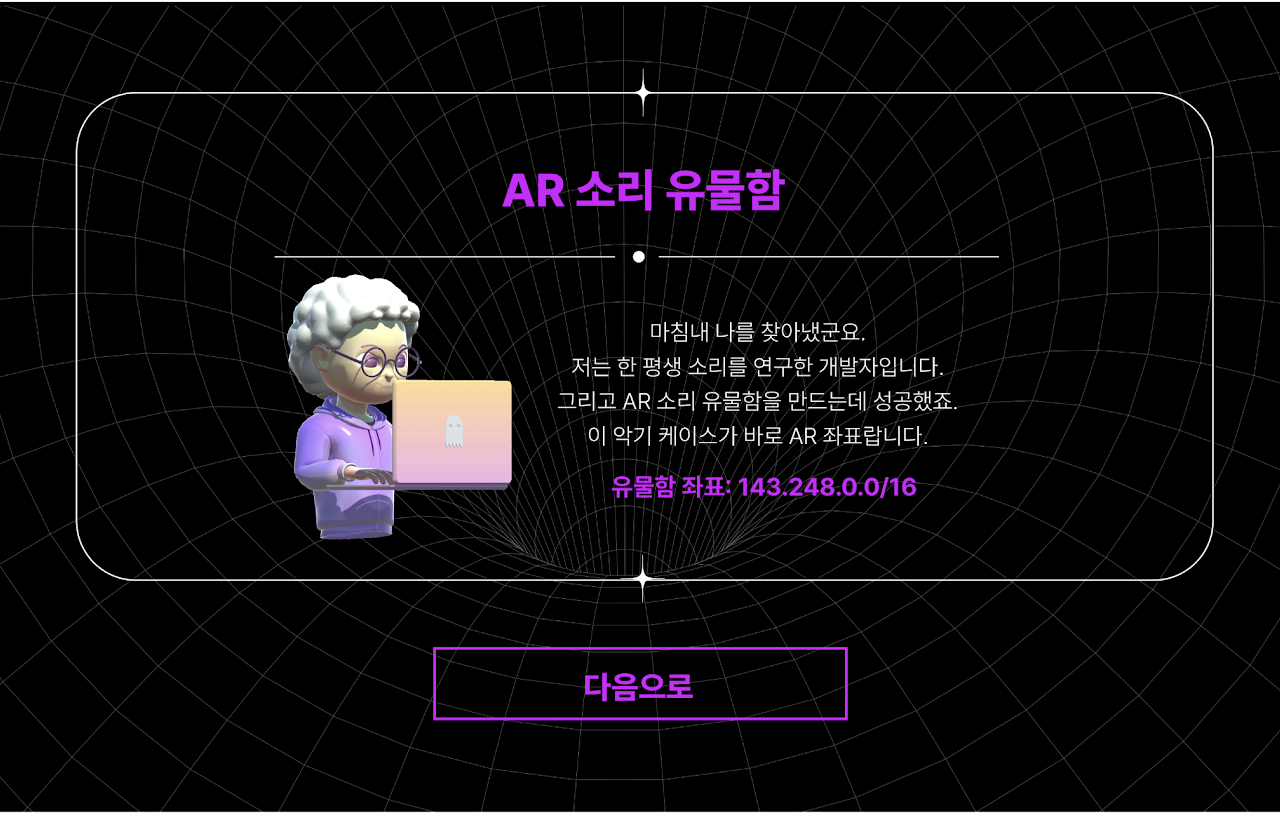 AR 소리 유물함
마침내 나를 찾아냈군요.
저는 한 평생 소리를 연구한 개발자입니다.
그리고 AR 소리 유물함을 만드는데 성공했죠.
이 악기 케이스가 바로 AR 좌표랍니다.
유물함 좌표: 143.248.0.0/16
다음으로